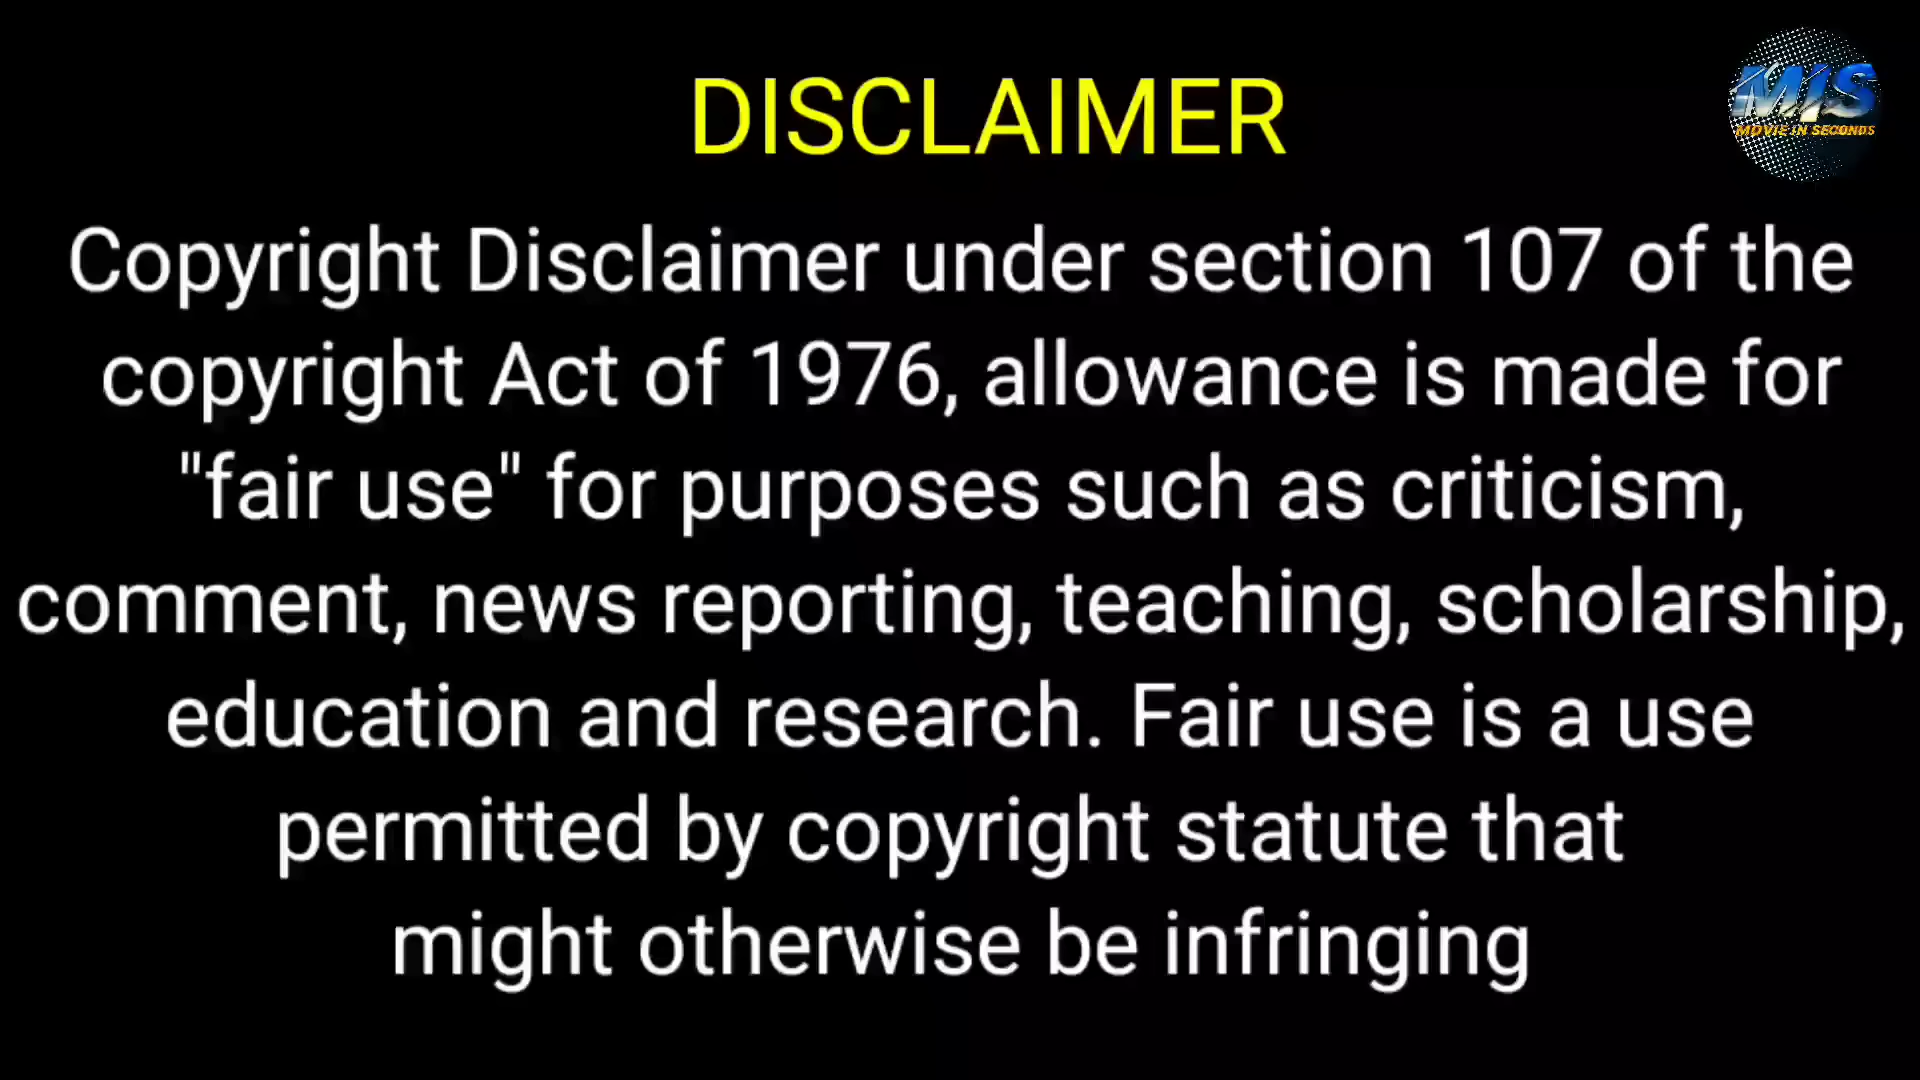 DISCLAIMER
MIS
MOVIE IN SECONDS
Copyright Disclaimer under section 107 of the
copyright Act of 1976, allowance is made for
"fair use" for purposes such as criticism,
comment, news reporting, teaching, scholarship,
education and research. Fair use is a use
permitted by copyright statute that
might otherwise be infringing